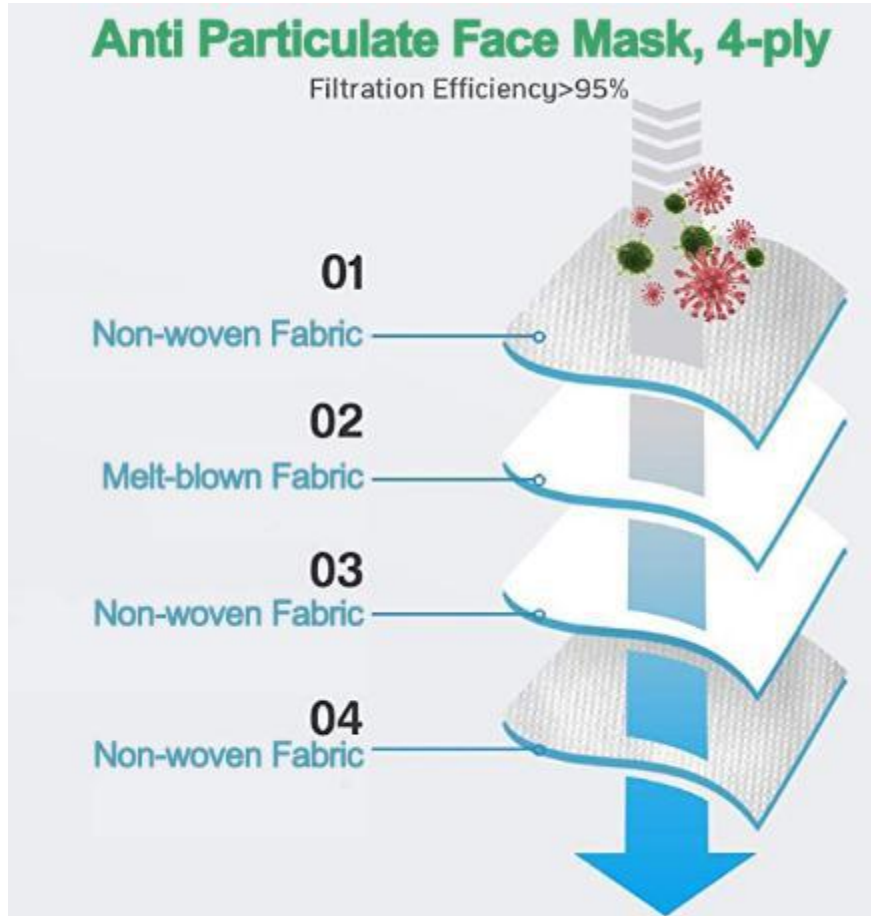 Anti Particulate Face Mask, 4-ply
Filtration Efficiency>95%
01
Non-woven Fabric
02
Melt-blown Fabric
03
Non-woven Fabric
04
Non-woven Fabric